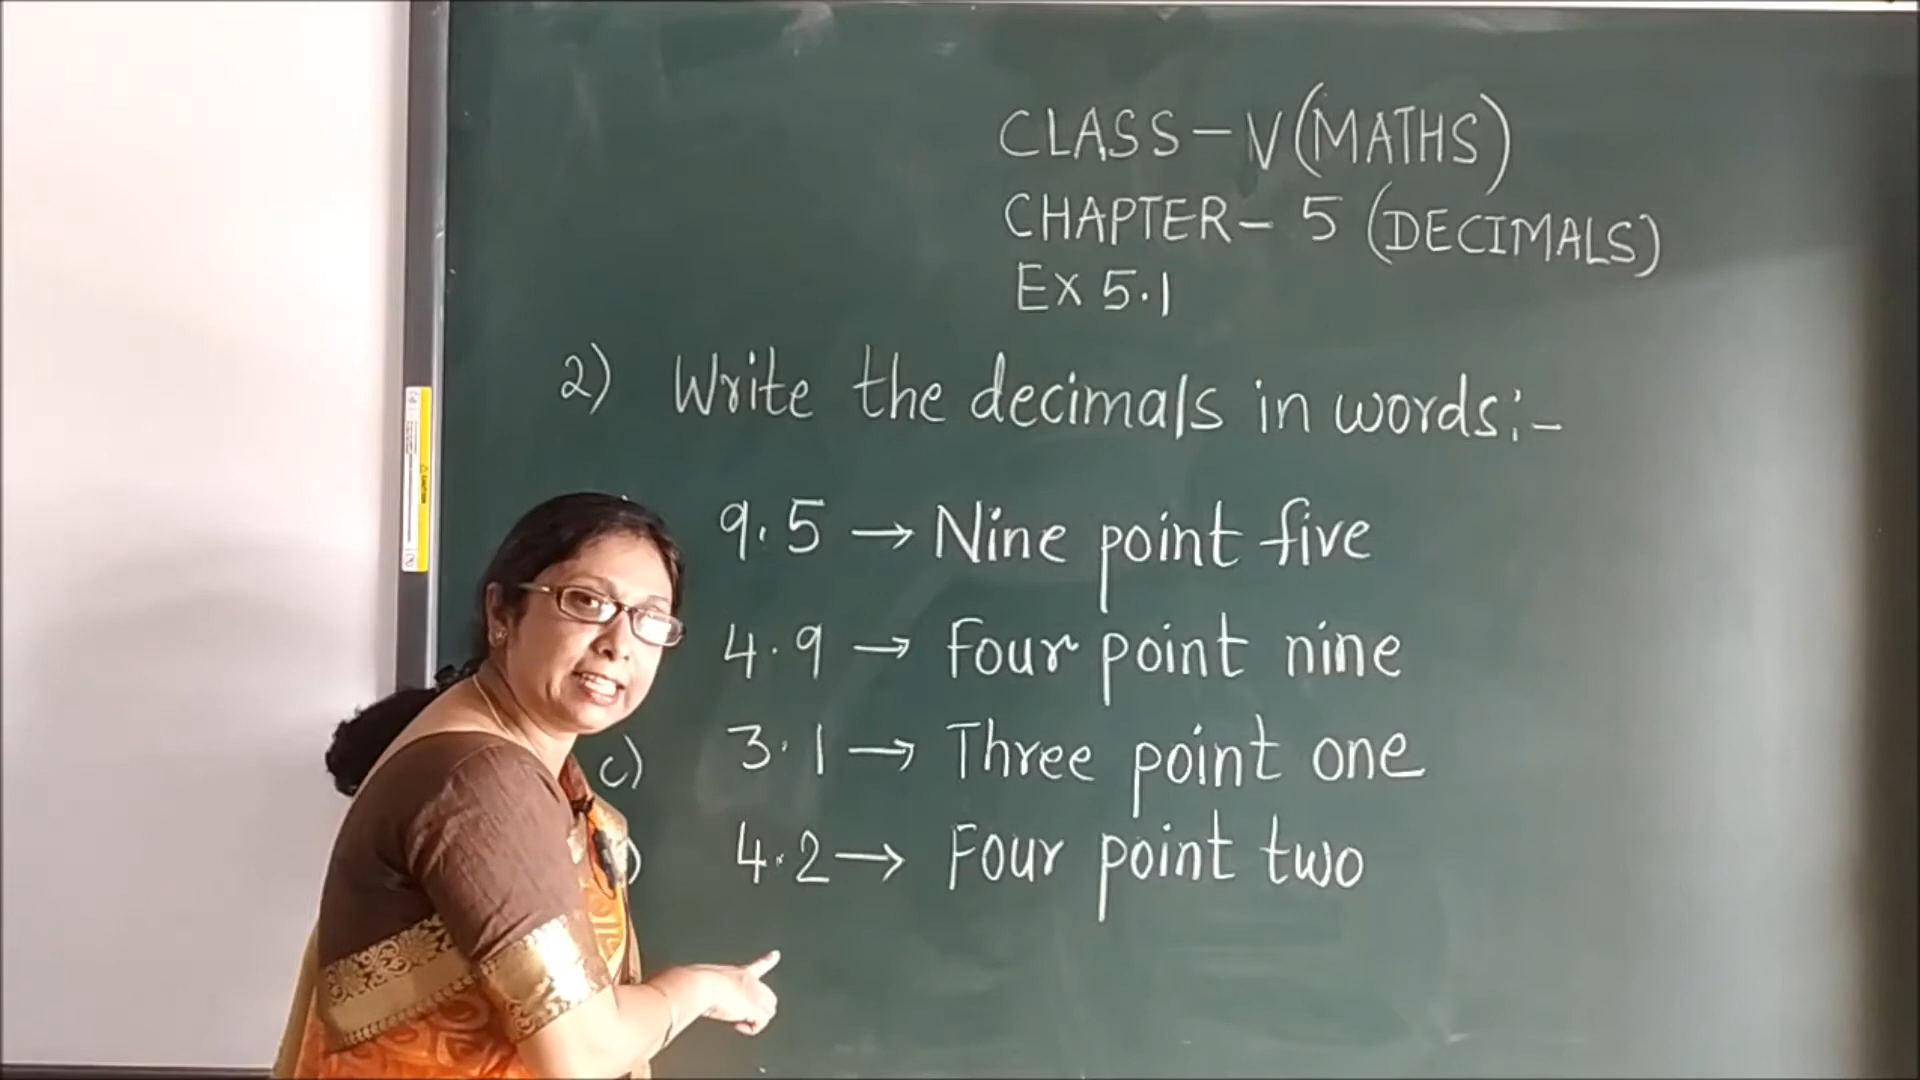 CLASS-V(MATHS)
CHAPTER- 5 (DECIMALS)
Ex 5.1
2) Write the decimals in words:-
9.5 → Nine point five
4.9 → Four point nine
c) 3.1 → Three point one
) 4.2 → Four point two